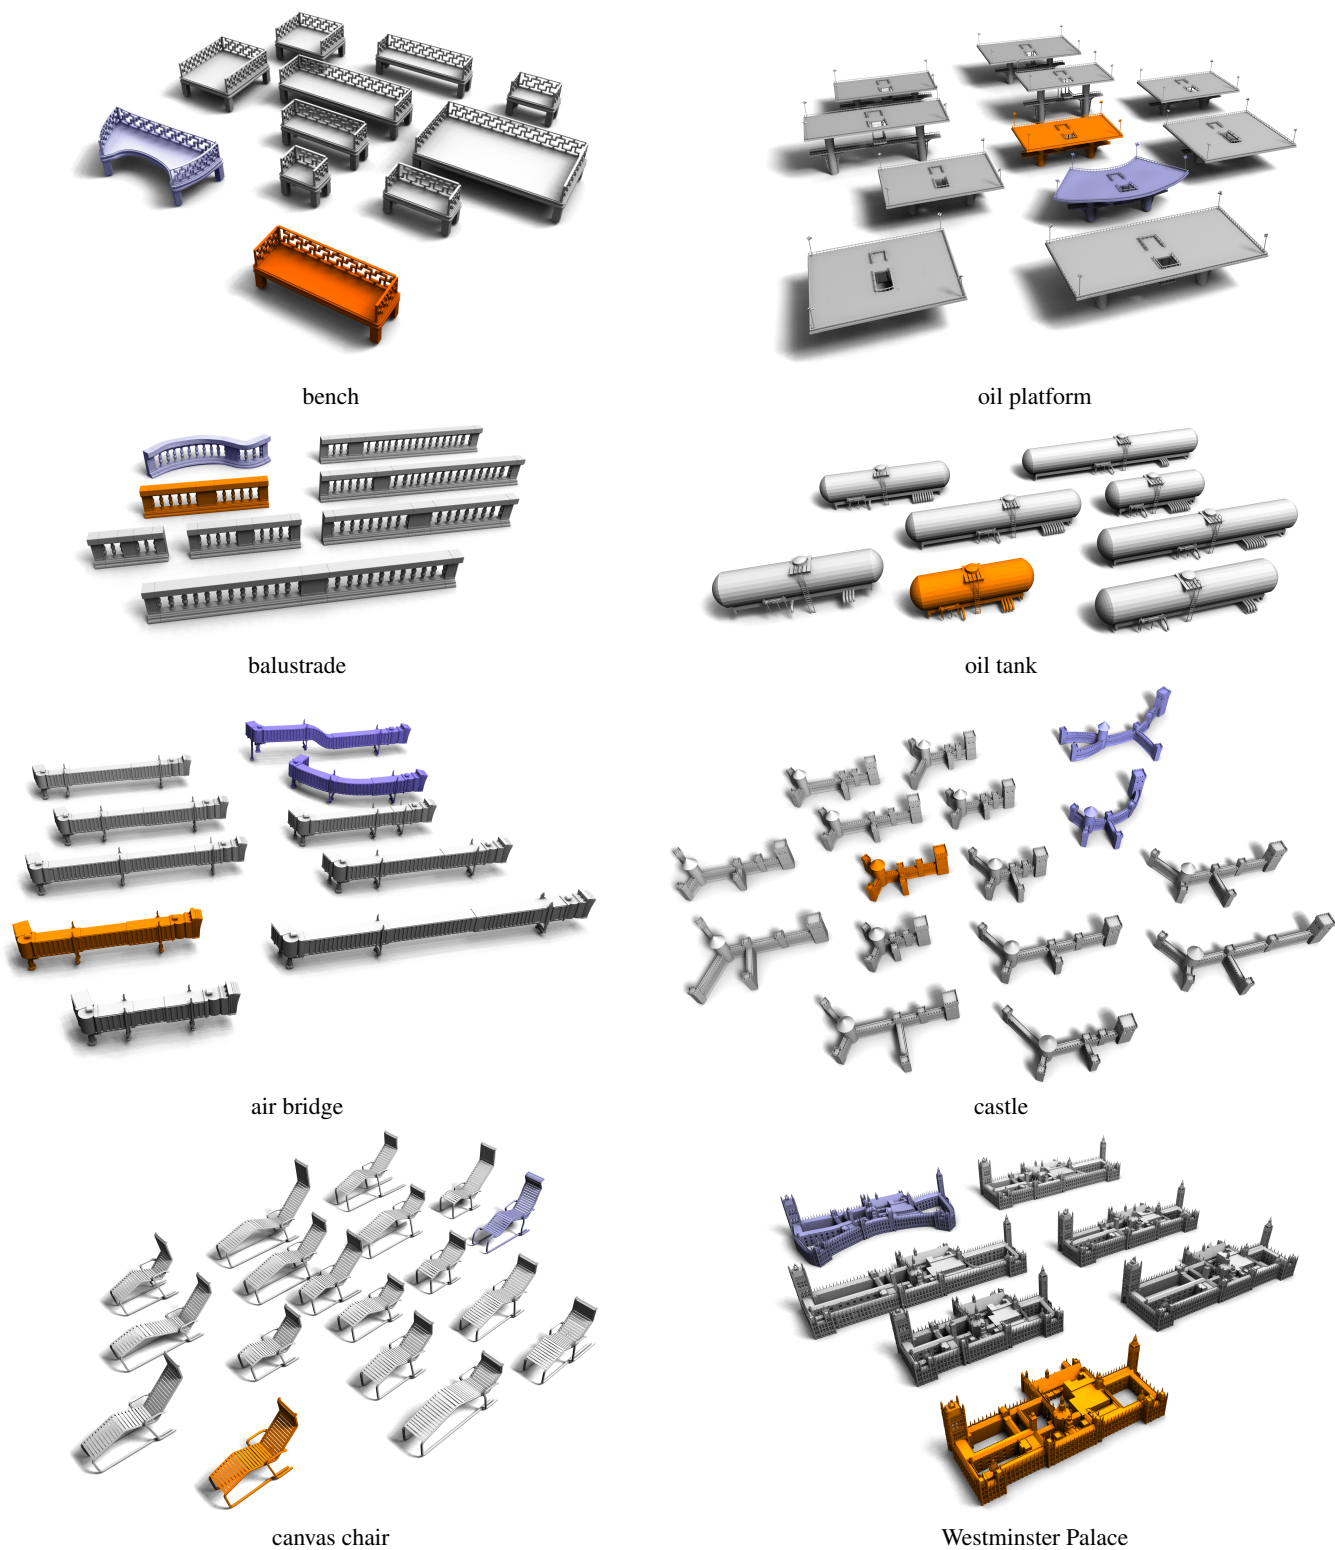 bench
oil platform
balustrade
oil tank
air bridge
castle
canvas chair
Westminster Palace